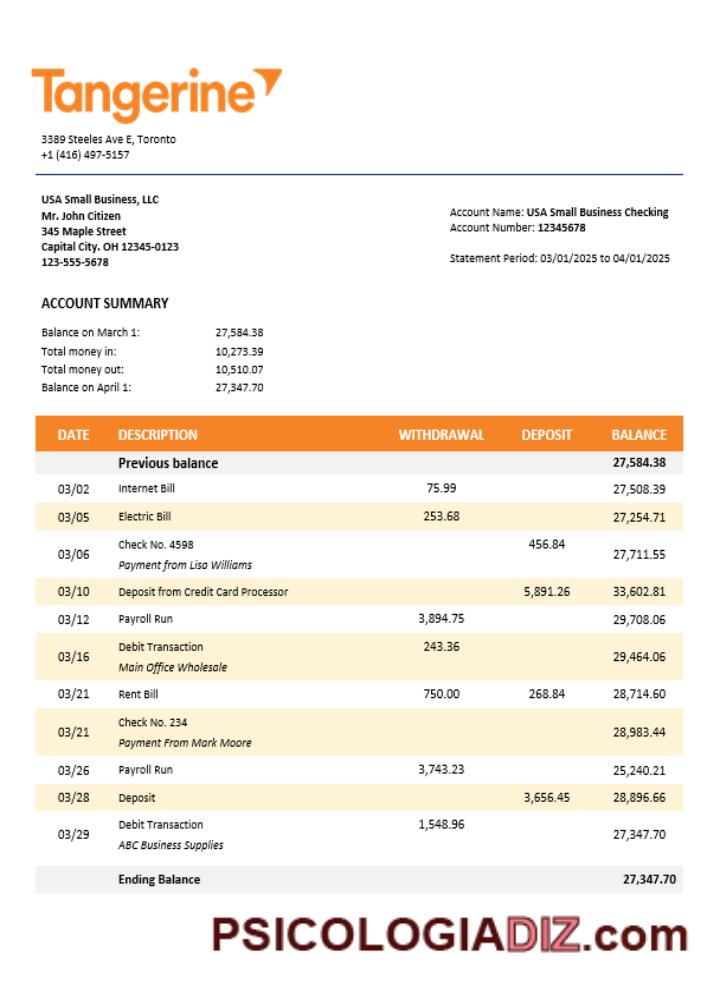 Tangerine
3389 Steeles Ave E, Toronto
+1 (416) 497-5157
USA Small Business, LLC
Mr. John Citizen
345 Maple Street
Capital City. OH 12345-0123
123-555-5678
Account Name: USA Small Business Checking
Account Number: 12345678
Statement Period: 03/01/2025 to 04/01/2025
ACCOUNT SUMMARY
Balance on March 1: 27,584.38
Total money in: 10,273.39
Total money out: 10,510.07
Balance on April 1: 27,347.70
DATE DESCRIPTION WITHDRAWAL DEPOSIT BALANCE
Previous balance 27,584.38
03/02 Internet Bill 75.99 27,508.39
03/05 Electric Bill 253.68 27,254.71
03/06 Check No. 4598 456.84 27,711.55
Payment from Lisa Williams
03/10 Deposit from Credit Card Processor 5,891.26 33,602.81
03/12 Payroll Run 3,894.75 29,708.06
03/16 Debit Transaction 243.36 29,464.06
Main Office Wholesale
03/21 Rent Bill 750.00 268.84 28,714.60
03/21 Check No. 234 28,983.44
Payment From Mark Moore
03/26 Payroll Run 3,743.23 25,240.21
03/28 Deposit 3,656.45 28,896.66
03/29 Debit Transaction 1,548.96 27,347.70
ABC Business Supplies
Ending Balance 27,347.70
PSICOLOGIADIZ.com